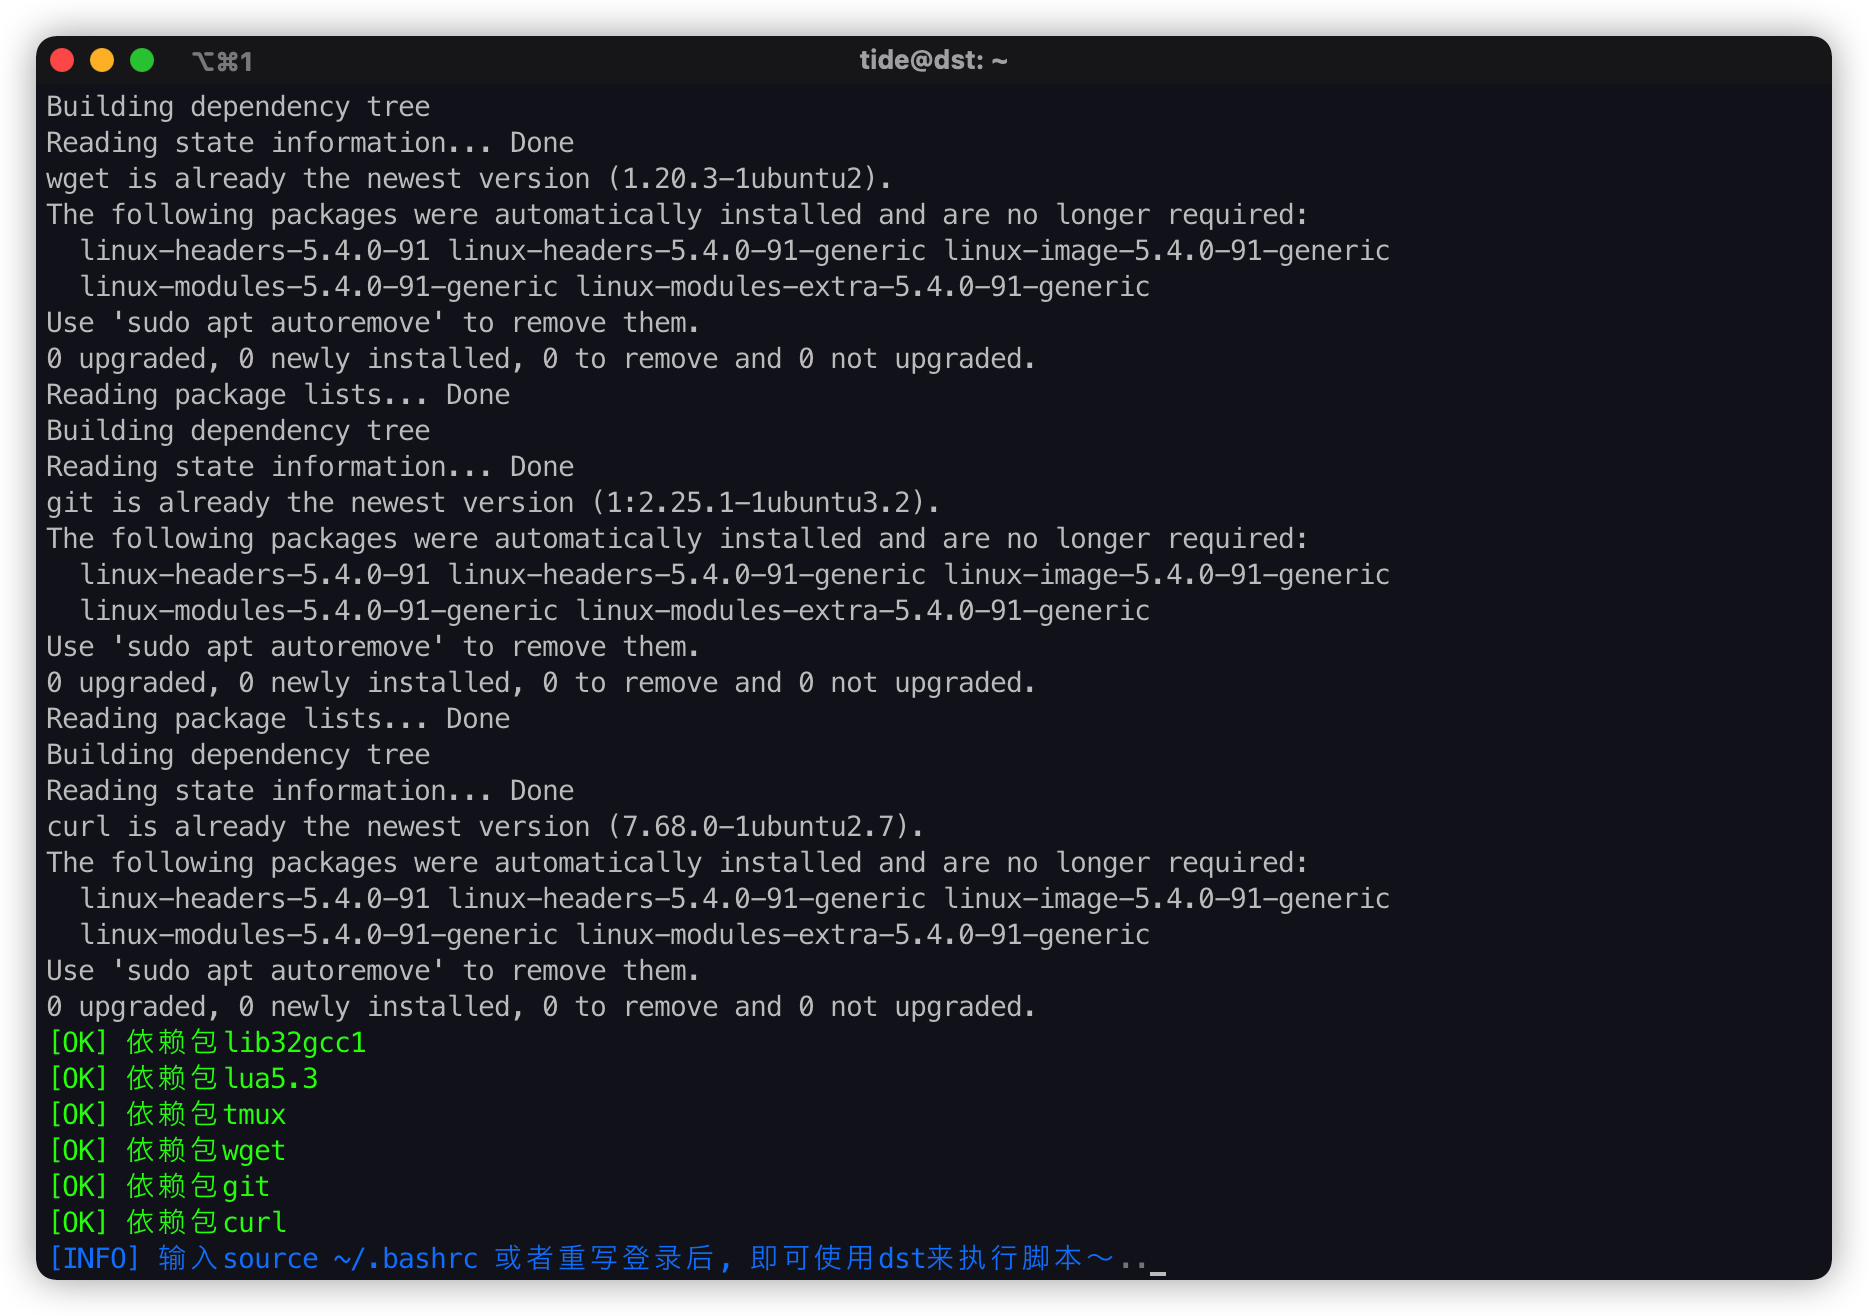 ⌥⌘1
tide@dst: ~
Building dependency tree
Reading state information... Done
wget is already the newest version (1.20.3-1ubuntu2).
The following packages were automatically installed and are no longer required:
  linux-headers-5.4.0-91 linux-headers-5.4.0-91-generic linux-image-5.4.0-91-generic
  linux-modules-5.4.0-91-generic linux-modules-extra-5.4.0-91-generic
Use 'sudo apt autoremove' to remove them.
0 upgraded, 0 newly installed, 0 to remove and 0 not upgraded.
Reading package lists... Done
Building dependency tree
Reading state information... Done
git is already the newest version (1:2.25.1-1ubuntu3.2).
The following packages were automatically installed and are no longer required:
  linux-headers-5.4.0-91 linux-headers-5.4.0-91-generic linux-image-5.4.0-91-generic
  linux-modules-5.4.0-91-generic linux-modules-extra-5.4.0-91-generic
Use 'sudo apt autoremove' to remove them.
0 upgraded, 0 newly installed, 0 to remove and 0 not upgraded.
Reading package lists... Done
Building dependency tree
Reading state information... Done
curl is already the newest version (7.68.0-1ubuntu2.7).
The following packages were automatically installed and are no longer required:
  linux-headers-5.4.0-91 linux-headers-5.4.0-91-generic linux-image-5.4.0-91-generic
  linux-modules-5.4.0-91-generic linux-modules-extra-5.4.0-91-generic
Use 'sudo apt autoremove' to remove them.
0 upgraded, 0 newly installed, 0 to remove and 0 not upgraded.
[OK] 依赖包lib32gcc1
[OK] 依赖包lua5.3
[OK] 依赖包tmux
[OK] 依赖包wget
[OK] 依赖包git
[OK] 依赖包curl
[INFO] 输入source ~/.bashrc 或者重写登录后, 即可使用dst来执行脚本～.._